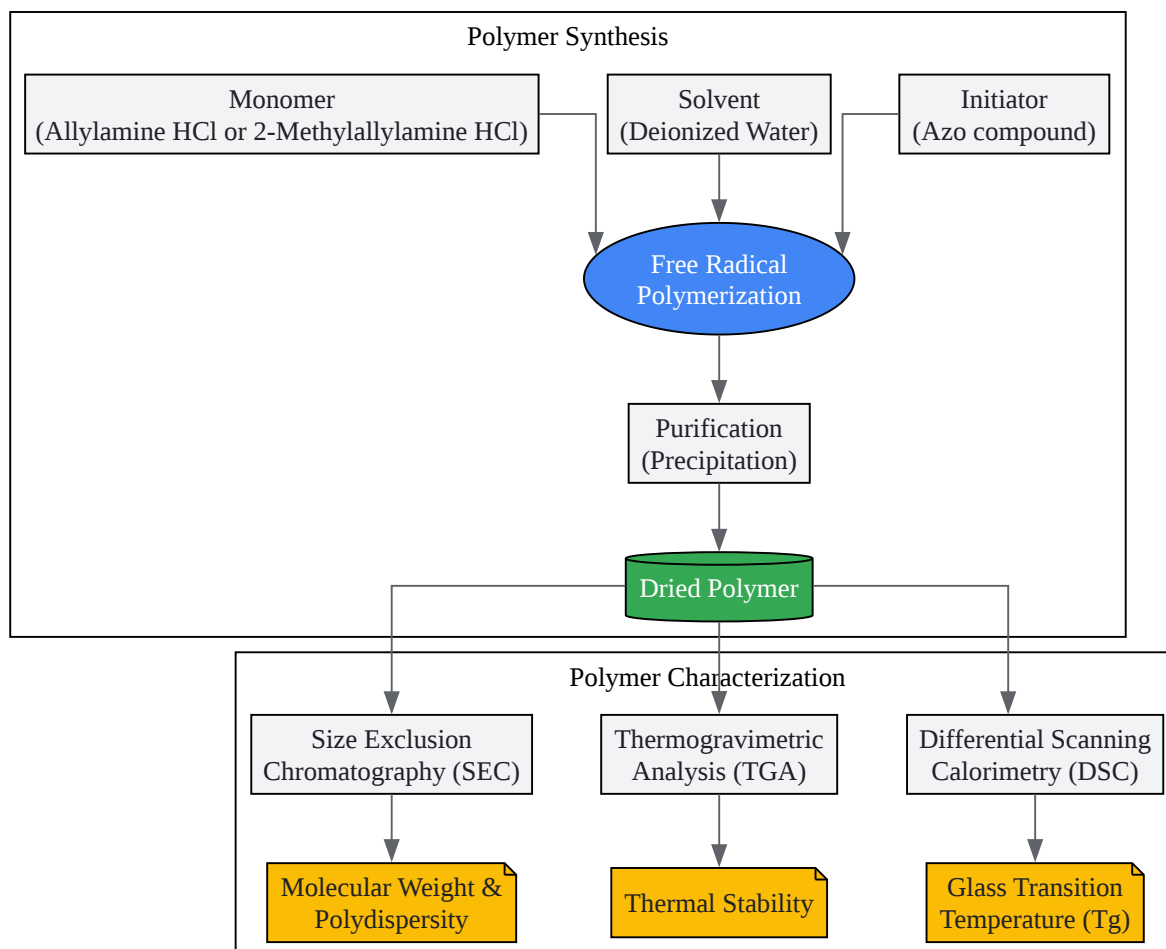 Polymer Synthesis
Monomer
(Allylamine HCl or 2-Methylallylamine HCl)
Solvent
(Deionized Water)
Initiator
(Azo compound)
Free Radical
Polymerization
Purification
(Precipitation)
Dried Polymer
Polymer Characterization
Size Exclusion
Chromatography (SEC)
Thermogravimetric
Analysis (TGA)
Differential Scanning
Calorimetry (DSC)
Molecular Weight &
Polydispersity
Thermal Stability
Glass Transition
Temperature (Tg)